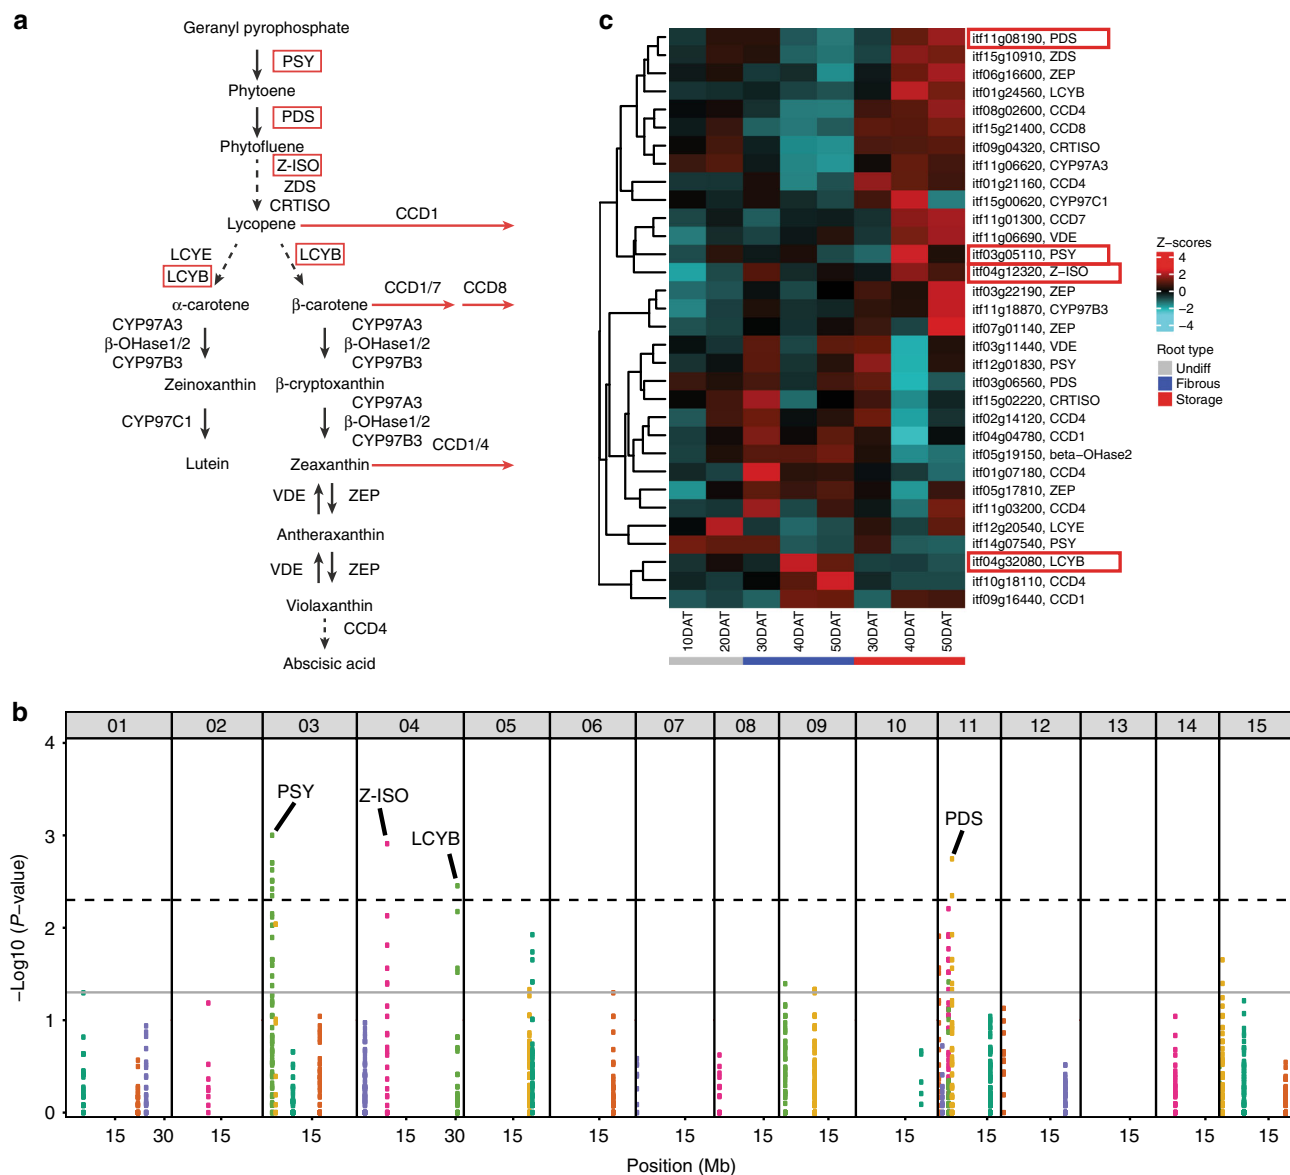 a
Geranyl pyrophosphate
PSY
Phytoene
PDS
Phytofluene
Z-ISO
ZDS
CRTISO
Lycopene
CCD1
LCYE
LCYB
LCYB
α-carotene
β-carotene
CCD1/7
CCD8
CYP97A3
β-OHase1/2
CYP97B3
CYP97A3
β-OHase1/2
CYP97B3
Zeinoxanthin
β-cryptoxanthin
CYP97C1
CYP97A3
β-OHase1/2
CYP97B3
CCD1/4
Lutein
Zeaxanthin
VDE
ZEP
Antheraxanthin
VDE
ZEP
Violaxanthin
CCD4
Abscisic acid
c
itf11g08190, PDS
itf15g10910, ZDS
itf06g16600, ZEP
itf01g24560, LCYB
itf08g02600, CCD4
itf15g21400, CCD8
itf09g04320, CRTISO
itf11g06620, CYP97A3
itf01g21160, CCD4
itf15g00620, CYP97C1
itf11g01300, CCD7
itf11g06690, VDE
itf03g05110, PSY
itf04g12320, Z-ISO
itf03g22190, ZEP
itf11g18870, CYP97B3
itf07g01140, ZEP
itf03g11440, VDE
itf12g01830, PSY
itf03g06560, PDS
itf15g02220, CRTISO
itf02g14120, CCD4
itf04g04780, CCD1
itf05g19150, beta-OHase2
itf01g07180, CCD4
itf05g17810, ZEP
itf11g03200, CCD4
itf12g20540, LCYE
itf14g07540, PSY
itf04g32080, LCYB
itf10g18110, CCD4
itf09g16440, CCD1
10DAT
20DAT
30DAT
40DAT
50DAT
30DAT
40DAT
50DAT
Z-scores
4
2
0
−2
−4
Root type
Undiff
Fibrous
Storage
b
01 02 03 04 05 06 07 08 09 10 11 12 13 14 15
PSY
Z-ISO
LCYB
PDS
4
3
2
1
0
−Log10 (P-value)
15 30 15 15 15 30 15 15 15 15 15 15 15 15 15 15 15
Position (Mb)